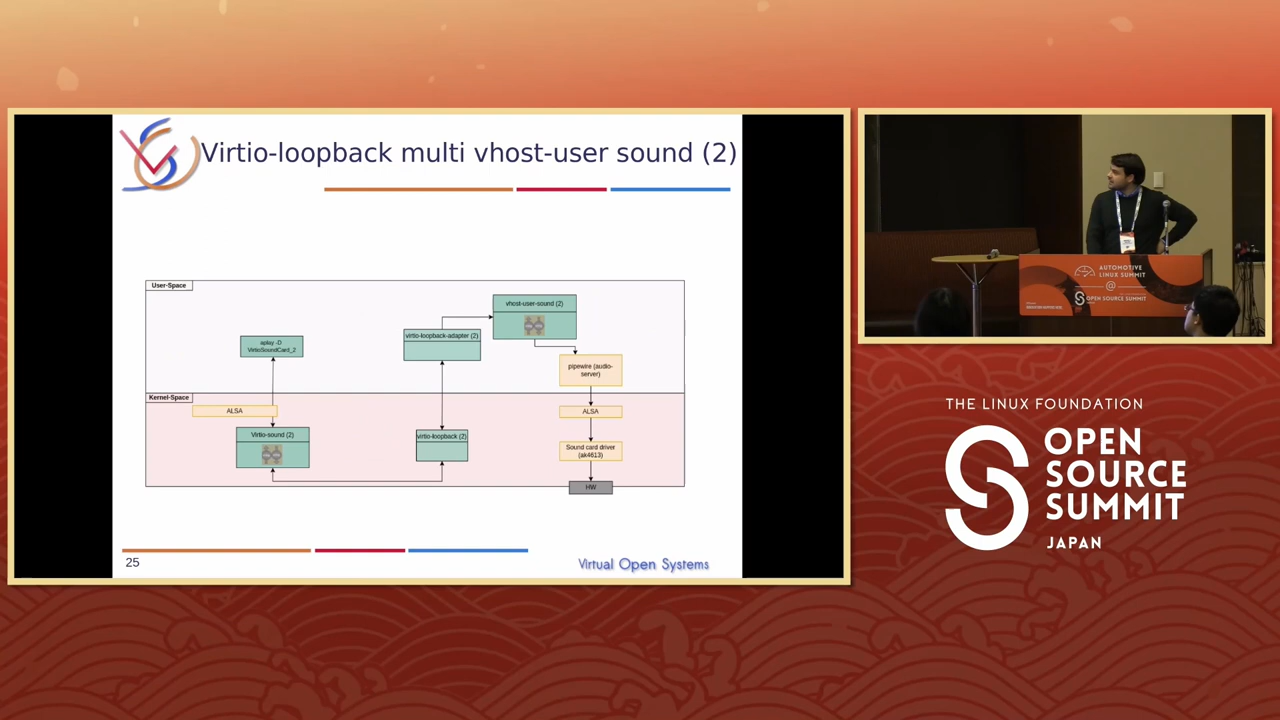 Virtio-loopback multi vhost-user sound (2)
User-Space
vhost-user-sound (2)
virtio-loopback-adapter (2)
aplay -D
VirtioSoundCard_2
pipewire (audio-
server)
Kernel-Space
ALSA
ALSA
Virtio-sound (2)
virtio-loopback (2)
Sound card driver
(ak4613)
HW
25
Virtual Open Systems
AUTOMOTIVE
LINUX SUMMIT
@
OPEN SOURCE SUMMIT
THE LINUX FOUNDATION
OPEN
SOURCE
SUMMIT
JAPAN